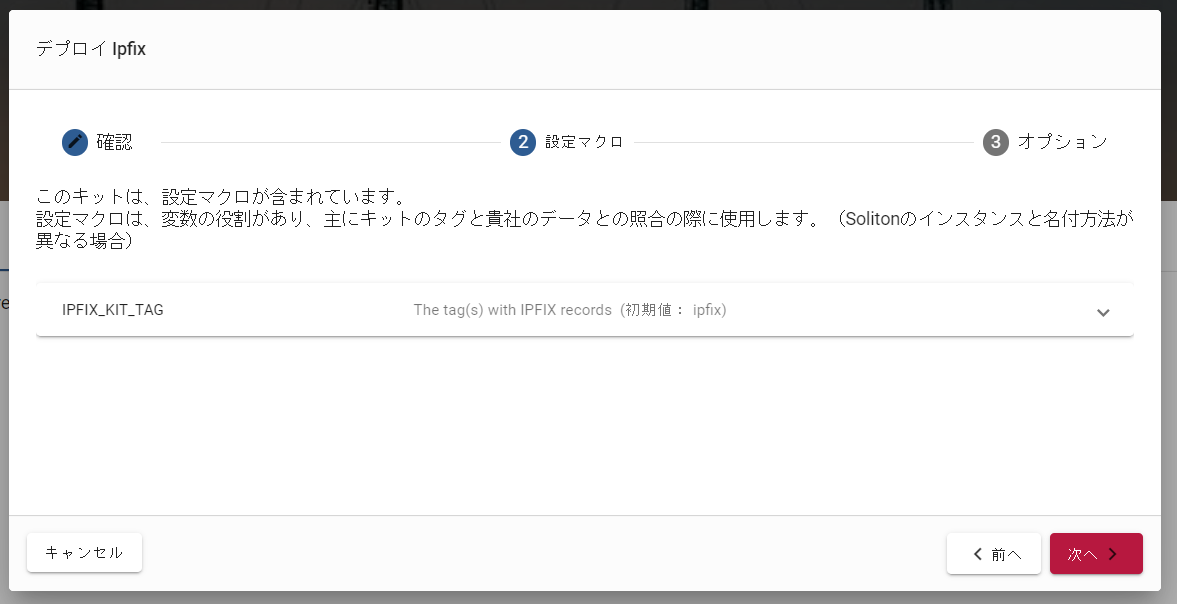 デプロイ Ipfix
確認
2 設定マクロ
3 オプション
このキットは、設定マクロが含まれています。
設定マクロは、変数の役割があり、主にキットのタグと貴社のデータとの照合の際に使用します。（Solitonのインスタンスと名付方法が
異なる場合）
IPFIX_KIT_TAG
The tag(s) with IPFIX records（初期値： ipfix)
キャンセル
前へ
次へ